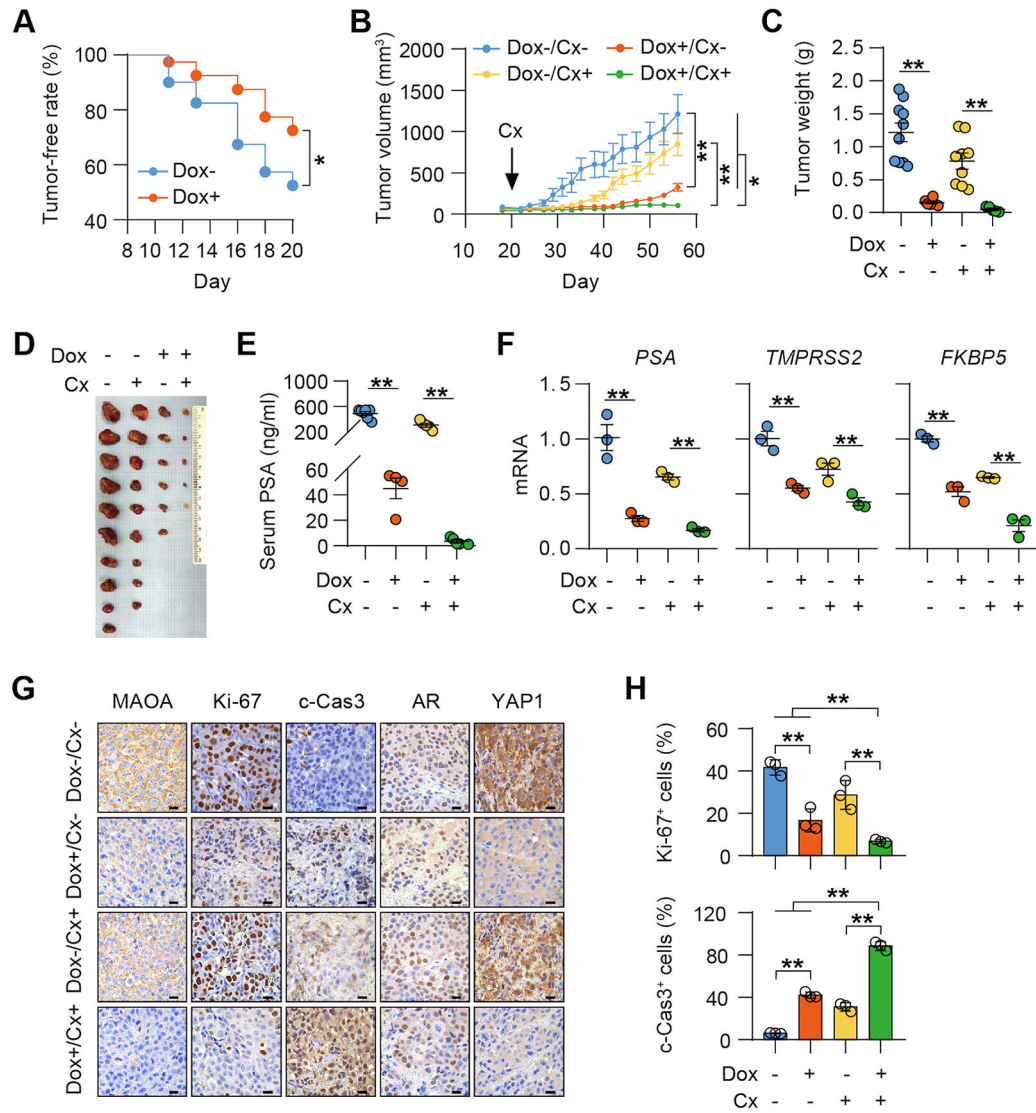 A
Tumor-free rate (%)
100
80
60
40
Dox-
Dox+
*
8 10 12 14 16 18 20
Day
B
Tumor volume (mm³)
2000
1500
1000
500
0
Dox-/Cx- Dox+/Cx-
Dox-/Cx+ Dox+/Cx+
Cx
** ** *
10 20 30 40 50 60
Day
C
Tumor weight (g)
2.5
2.0
1.5
1.0
0.5
0.0
** **
Dox - + - +
Cx - - + +
D
Dox - - + +
Cx - + - +
E
Serum PSA (ng/ml)
1000
600
200
60
40
20
0
** **
Dox - + - +
Cx - - + +
F
PSA TMPRSS2 FKBP5
mRNA
1.5
1.0
0.5
0.0
** ** ** ** ** **
Dox - + - + - + - + - + - +
Cx - - + + - - + + - - + +
G
MAOA Ki-67 c-Cas3 AR YAP1
Dox-/Cx-
Dox+/Cx-
Dox-/Cx+
Dox+/Cx+
H
Ki-67⁺ cells (%)
60
40
20
0
**
** **
c-Cas3⁺ cells (%)
120
80
40
0
**
** **
Dox - + - +
Cx - - + +